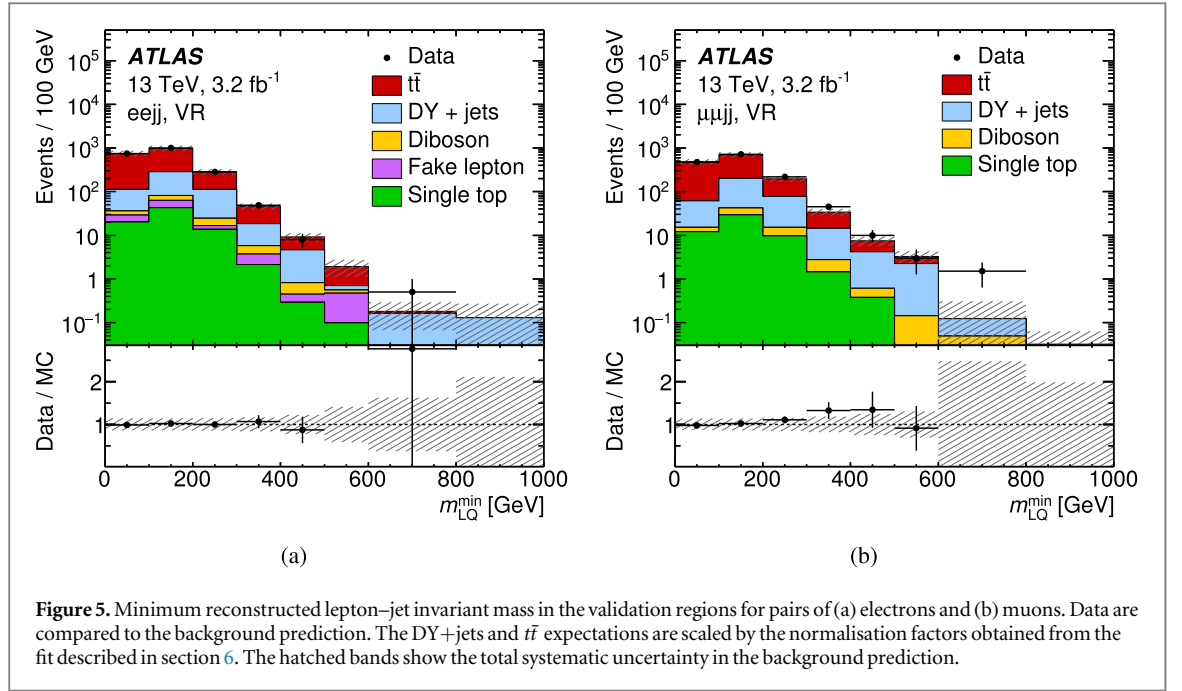 Events / 100 GeV
10⁵
10⁴
10³
10²
10
1
10⁻¹
ATLAS
13 TeV, 3.2 fb⁻¹
eejj, VR
Data
tt̄
DY + jets
Diboson
Fake lepton
Single top
Data / MC
2
1
0 200 400 600 800 1000
m_LQ^min [GeV]
(a)
Events / 100 GeV
10⁵
10⁴
10³
10²
10
1
10⁻¹
ATLAS
13 TeV, 3.2 fb⁻¹
μμjj, VR
Data
tt̄
DY + jets
Diboson
Single top
Data / MC
2
1
0 200 400 600 800 1000
m_LQ^min [GeV]
(b)
Figure 5. Minimum reconstructed lepton–jet invariant mass in the validation regions for pairs of (a) electrons and (b) muons. Data are
compared to the background prediction. The DY+jets and tt̄ expectations are scaled by the normalisation factors obtained from the
fit described in section 6. The hatched bands show the total systematic uncertainty in the background prediction.